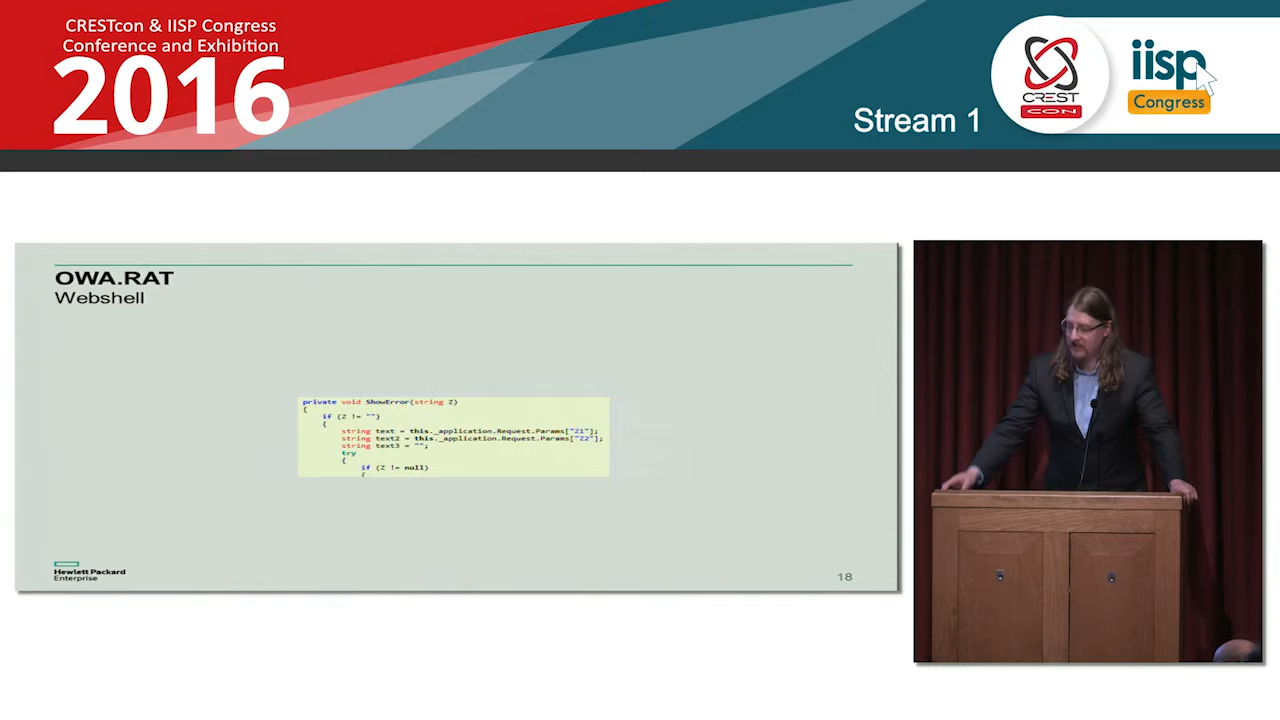 CRESTcon & IISP Congress
Conference and Exhibition
2016
Stream 1
CREST
CON
iisp
Congress
OWA.RAT
Webshell
private void ShowError(string Z)
{
if (Z != "")
{
string text = this._application.Request.Params["Z1"];
string text2 = this._application.Request.Params["Z2"];
string text3 = "";
try
{
if (Z != null)
{
Hewlett Packard
Enterprise
18